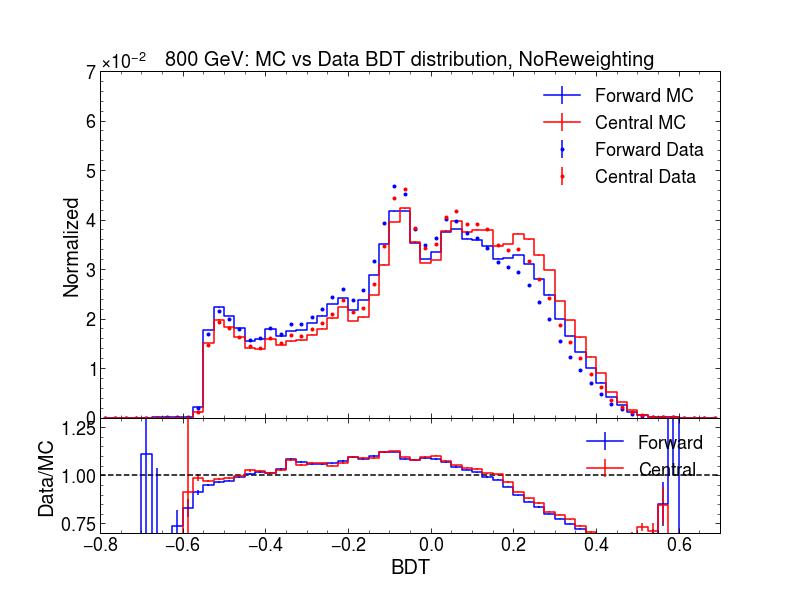 ×10⁻²
800 GeV: MC vs Data BDT distribution, NoReweighting
7
6
5
4
3
2
1
0
Normalized
Forward MC
Central MC
Forward Data
Central Data
1.25
1.00
0.75
Data/MC
Forward
Central
−0.8 −0.6 −0.4 −0.2 0.0 0.2 0.4 0.6
BDT